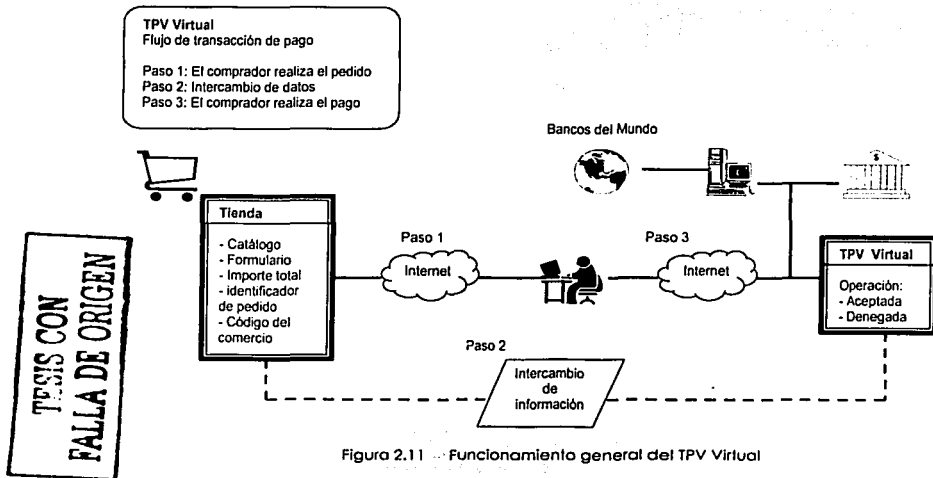 TPV Virtual
Flujo de transacción de pago
Paso 1: El comprador realiza el pedido
Paso 2: Intercambio de datos
Paso 3: El comprador realiza el pago
Bancos del Mundo
$
Tienda
- Catálogo
- Formulario
- Importe total
- identificador
de pedido
- Código del
comercio
Paso 1
Internet
Paso 3
Internet
TPV Virtual
Operación:
- Aceptada
- Denegada
Paso 2
Intercambio
de
información
TESIS CON
FALLA DE ORIGEN
Figura 2.11 Funcionamiento general del TPV Virtual